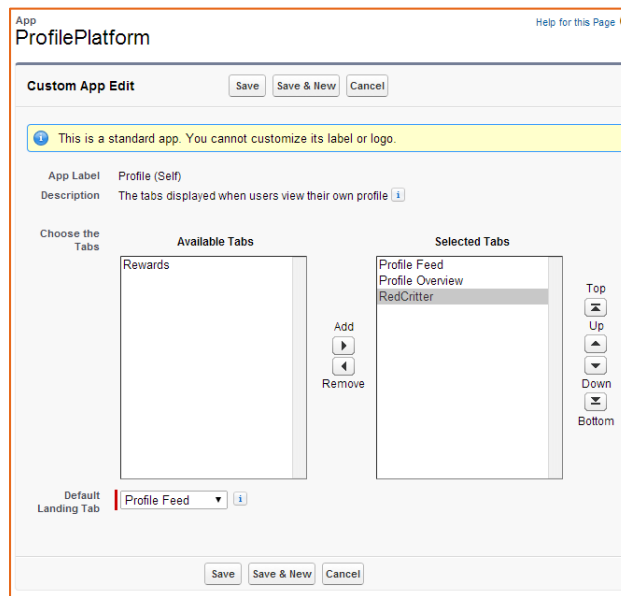 App
Help for this Page
ProfilePlatform
Custom App Edit
Save
Save & New
Cancel
This is a standard app. You cannot customize its label or logo.
App Label Profile (Self)
Description The tabs displayed when users view their own profile
Choose the
Tabs
Available Tabs
Selected Tabs
Rewards
Profile Feed
Profile Overview
RedCritter
Add
Remove
Top
Up
Down
Bottom
Default
Landing Tab
Profile Feed
Save
Save & New
Cancel